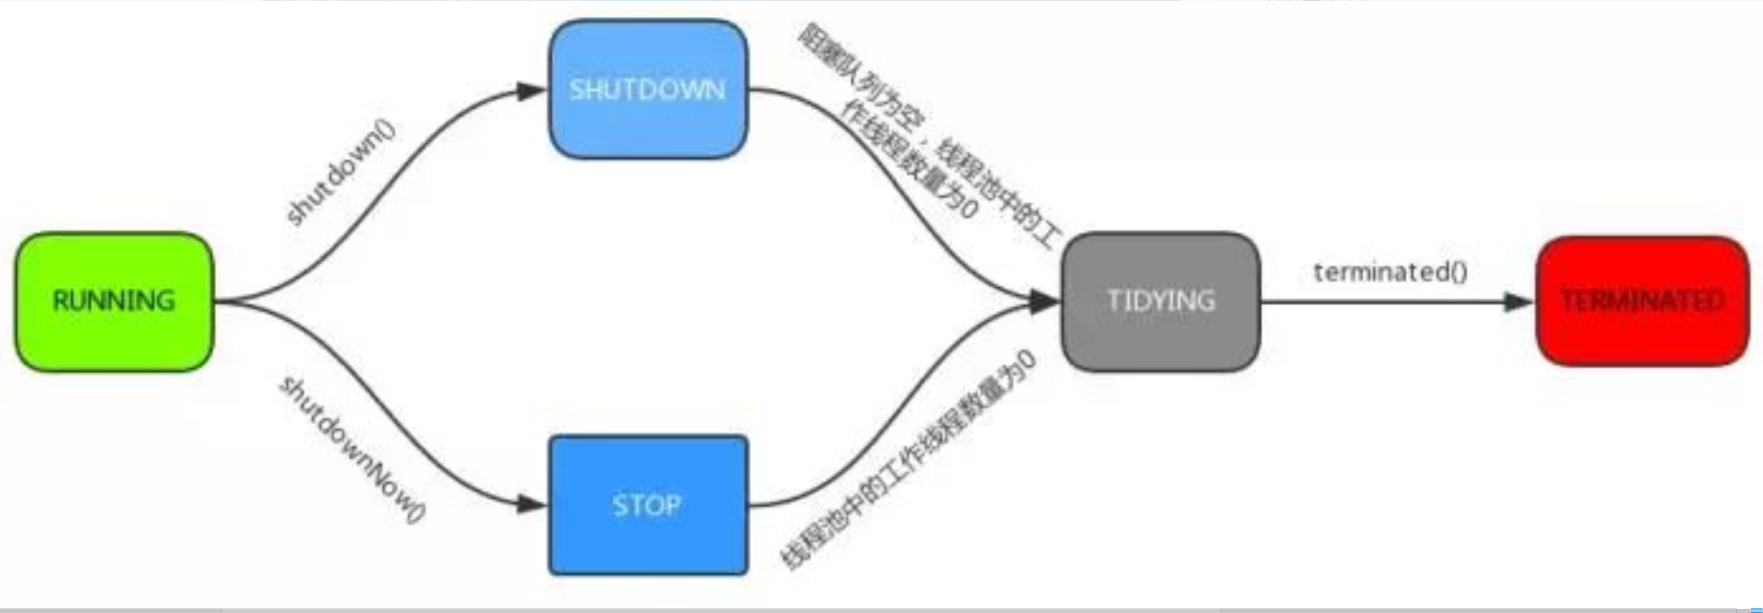 SHUTDOWN
阻塞队列为空，线程池中的工
作线程数量为0
shutdown()
RUNNING
TIDYING
terminated()
TERMINATED
shutdownNow()
STOP
线程池中的工作线程数量为0